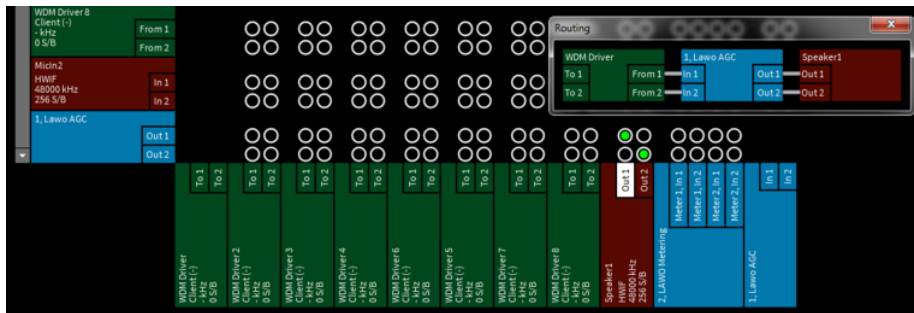 WDM Driver 8
Client (-)
- kHz
0 S/B
From 1
From 2
MicIn2
HWIF
48000 kHz
256 S/B
In 1
In 2
1, Lawo AGC
Out 1
Out 2
Routing
WDM Driver
To 1
To 2
From 1
From 2
1, Lawo AGC
In 1
In 2
Out 1
Out 2
Speaker1
Out 1
Out 2
To 1
To 2
WDM Driver
Client (-)
- kHz
0 S/B
To 1
To 2
WDM Driver 2
Client (-)
- kHz
0 S/B
To 1
To 2
WDM Driver 3
Client (-)
- kHz
0 S/B
To 1
To 2
WDM Driver 4
Client (-)
- kHz
0 S/B
To 1
To 2
WDM Driver 6
Client (-)
- kHz
0 S/B
To 1
To 2
WDM Driver 5
Client (-)
- kHz
0 S/B
To 1
To 2
WDM Driver 7
Client (-)
- kHz
0 S/B
To 1
To 2
WDM Driver 8
Client (-)
- kHz
0 S/B
Out 1
Out 2
Speaker1
HWIF
48000 kHz
256 S/B
Meter 1, In 1
Meter 1, In 2
Meter 2, In 1
Meter 2, In 2
2, LAWO Metering
In 1
In 2
1, Lawo AGC